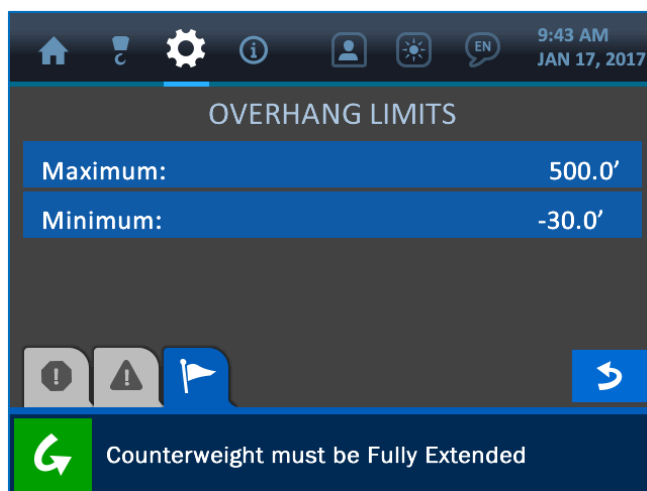 EN
9:43 AM
JAN 17, 2017
OVERHANG LIMITS
Maximum: 500.0′
Minimum: -30.0′
Counterweight must be Fully Extended